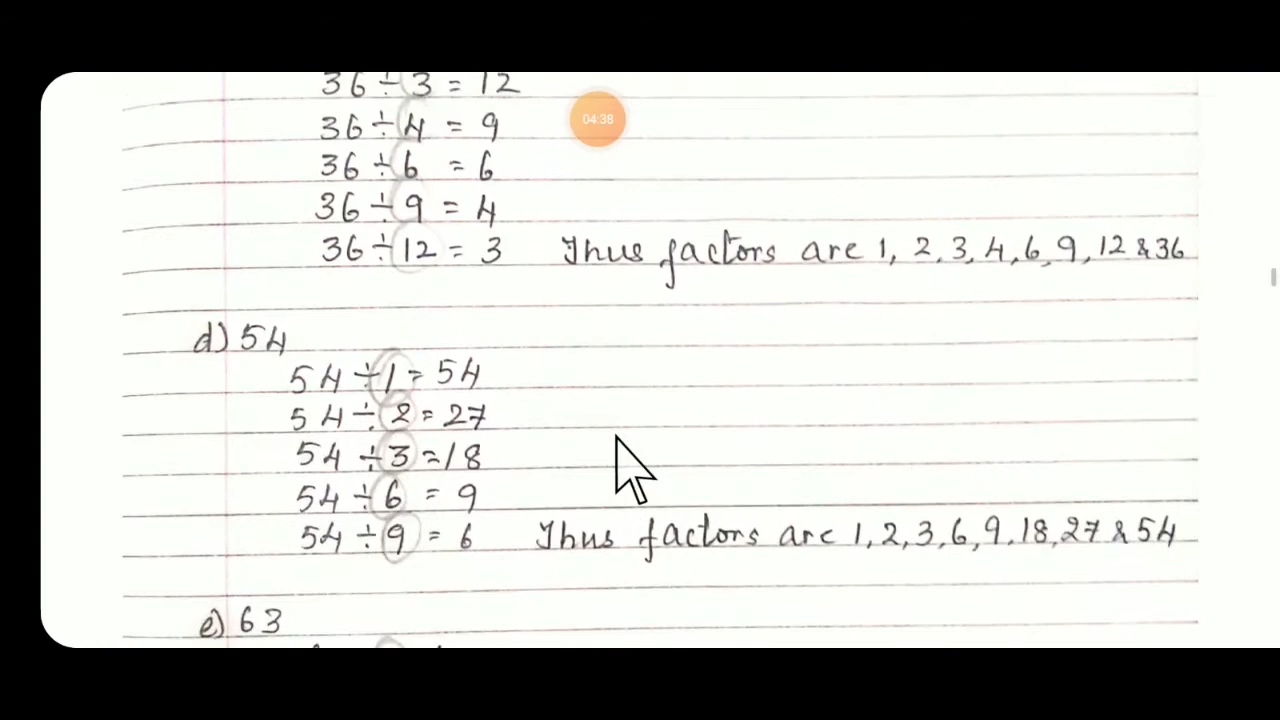 36 ÷ 3 = 12
04:38
36 ÷ 4 = 9
36 ÷ 6 = 6
36 ÷ 9 = 4
36 ÷ 12 = 3 Thus factors are 1, 2, 3, 4, 6, 9, 12 & 36
d) 54
54 ÷ 1 = 54
54 ÷ 2 = 27
54 ÷ 3 = 18
54 ÷ 6 = 9
54 ÷ 9 = 6 Thus factors are 1, 2, 3, 6, 9, 18, 27 & 54
e) 63